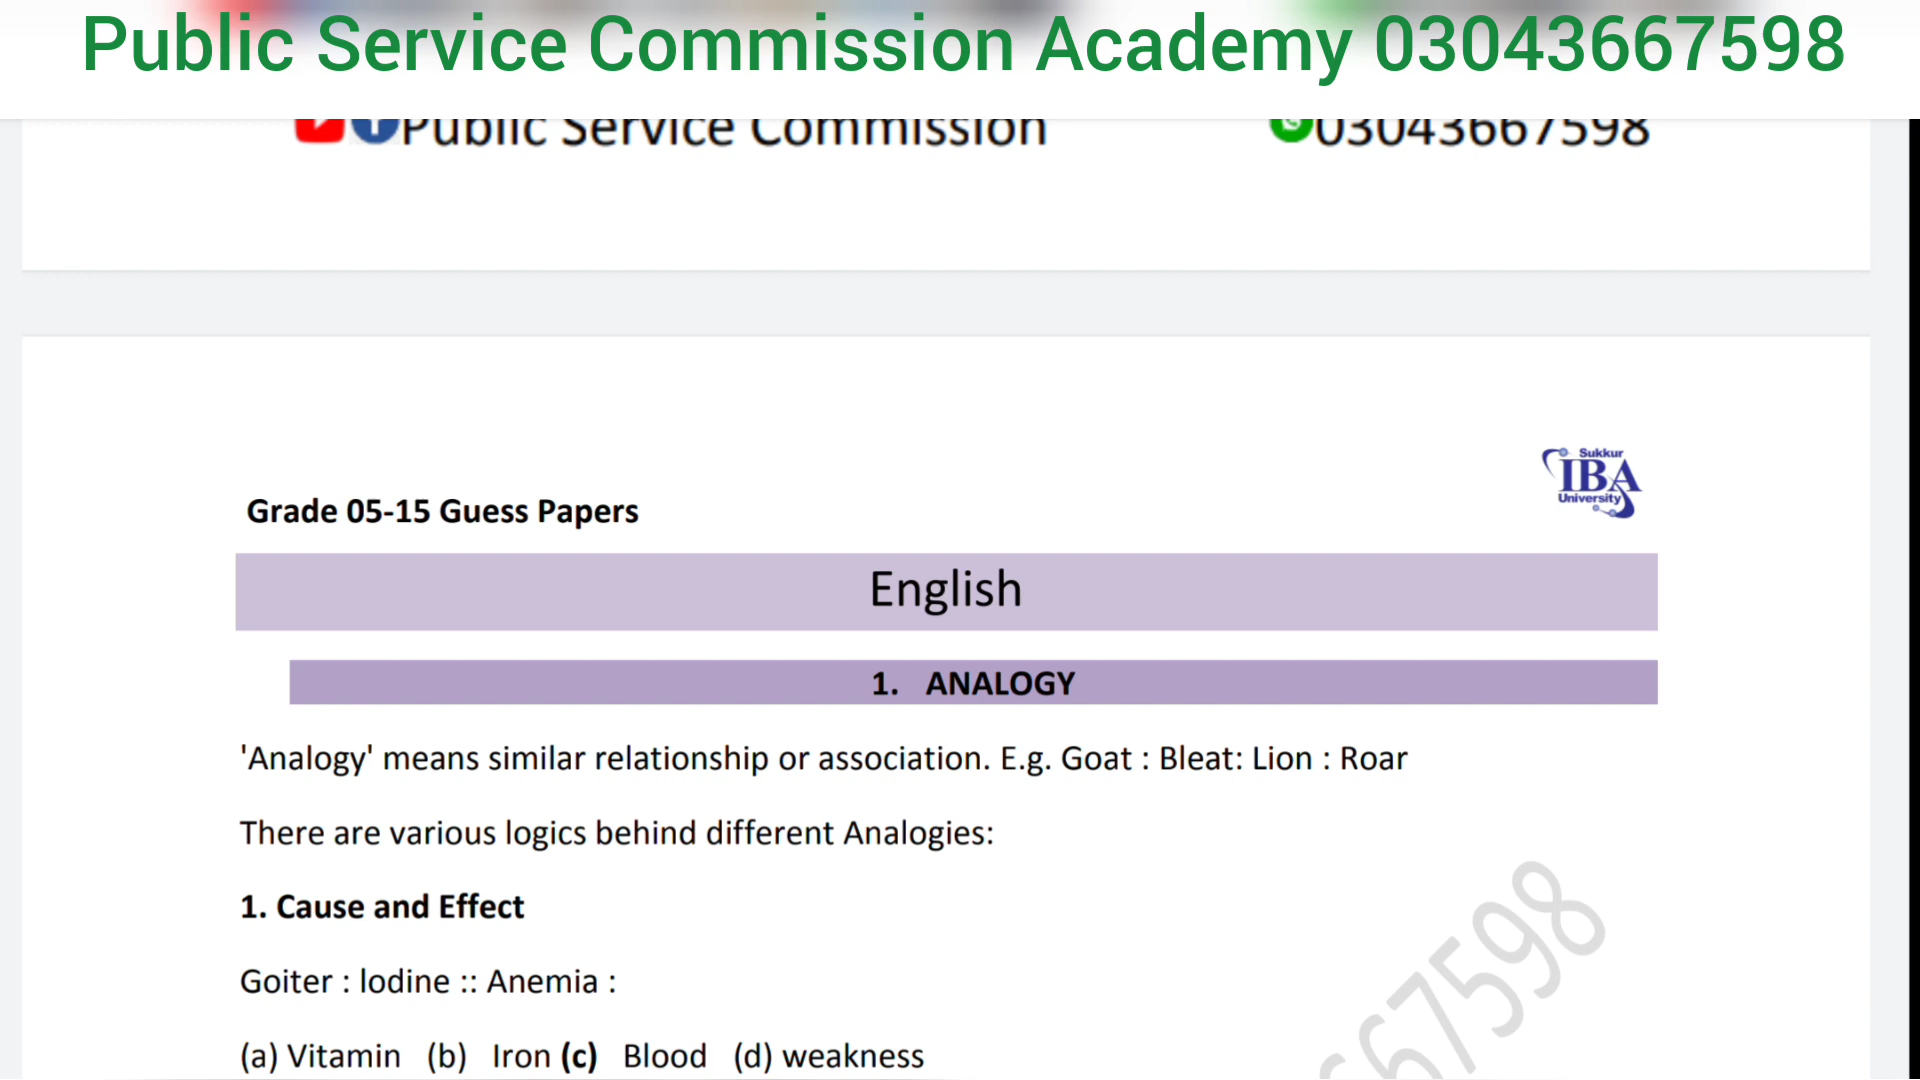 Public Service Commission Academy 03043667598
Public Service Commission 03043667598
Sukkur
IBA
University
Grade 05-15 Guess Papers
English
1. ANALOGY
'Analogy' means similar relationship or association. E.g. Goat : Bleat: Lion : Roar
There are various logics behind different Analogies:
1. Cause and Effect
Goiter : lodine :: Anemia :
(a) Vitamin (b) Iron (c) Blood (d) weakness
67598